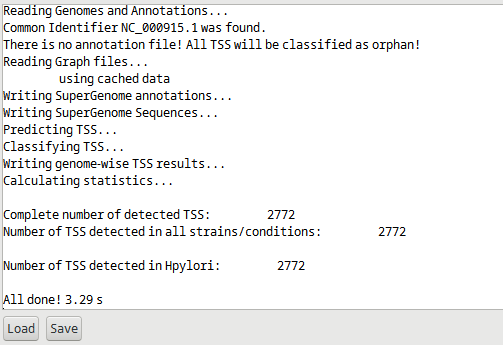 Reading Genomes and Annotations...
Common Identifier NC_000915.1 was found.
There is no annotation file! All TSS will be classified as orphan!
Reading Graph files...
using cached data
Writing SuperGenome annotations...
Writing SuperGenome Sequences...
Predicting TSS...
Classifying TSS...
Writing genome-wise TSS results...
Calculating statistics...
Complete number of detected TSS: 2772
Number of TSS detected in all strains/conditions: 2772
Number of TSS detected in Hpylori: 2772
All done! 3.29 s
Load Save